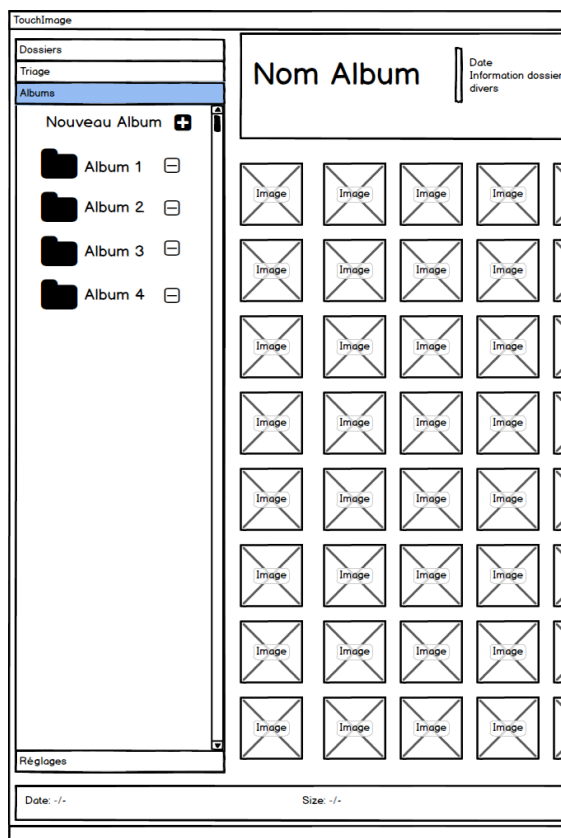 TouchImage
Dossiers
Triage
Albums
Nouveau Album
Album 1
Album 2
Album 3
Album 4
Réglages
Nom Album
Date
Information dossier
divers
Image Image Image Image
Image Image Image Image
Image Image Image Image
Image Image Image Image
Image Image Image Image
Image Image Image Image
Image Image Image Image
Image Image Image Image
Date: -/-
Size: -/-